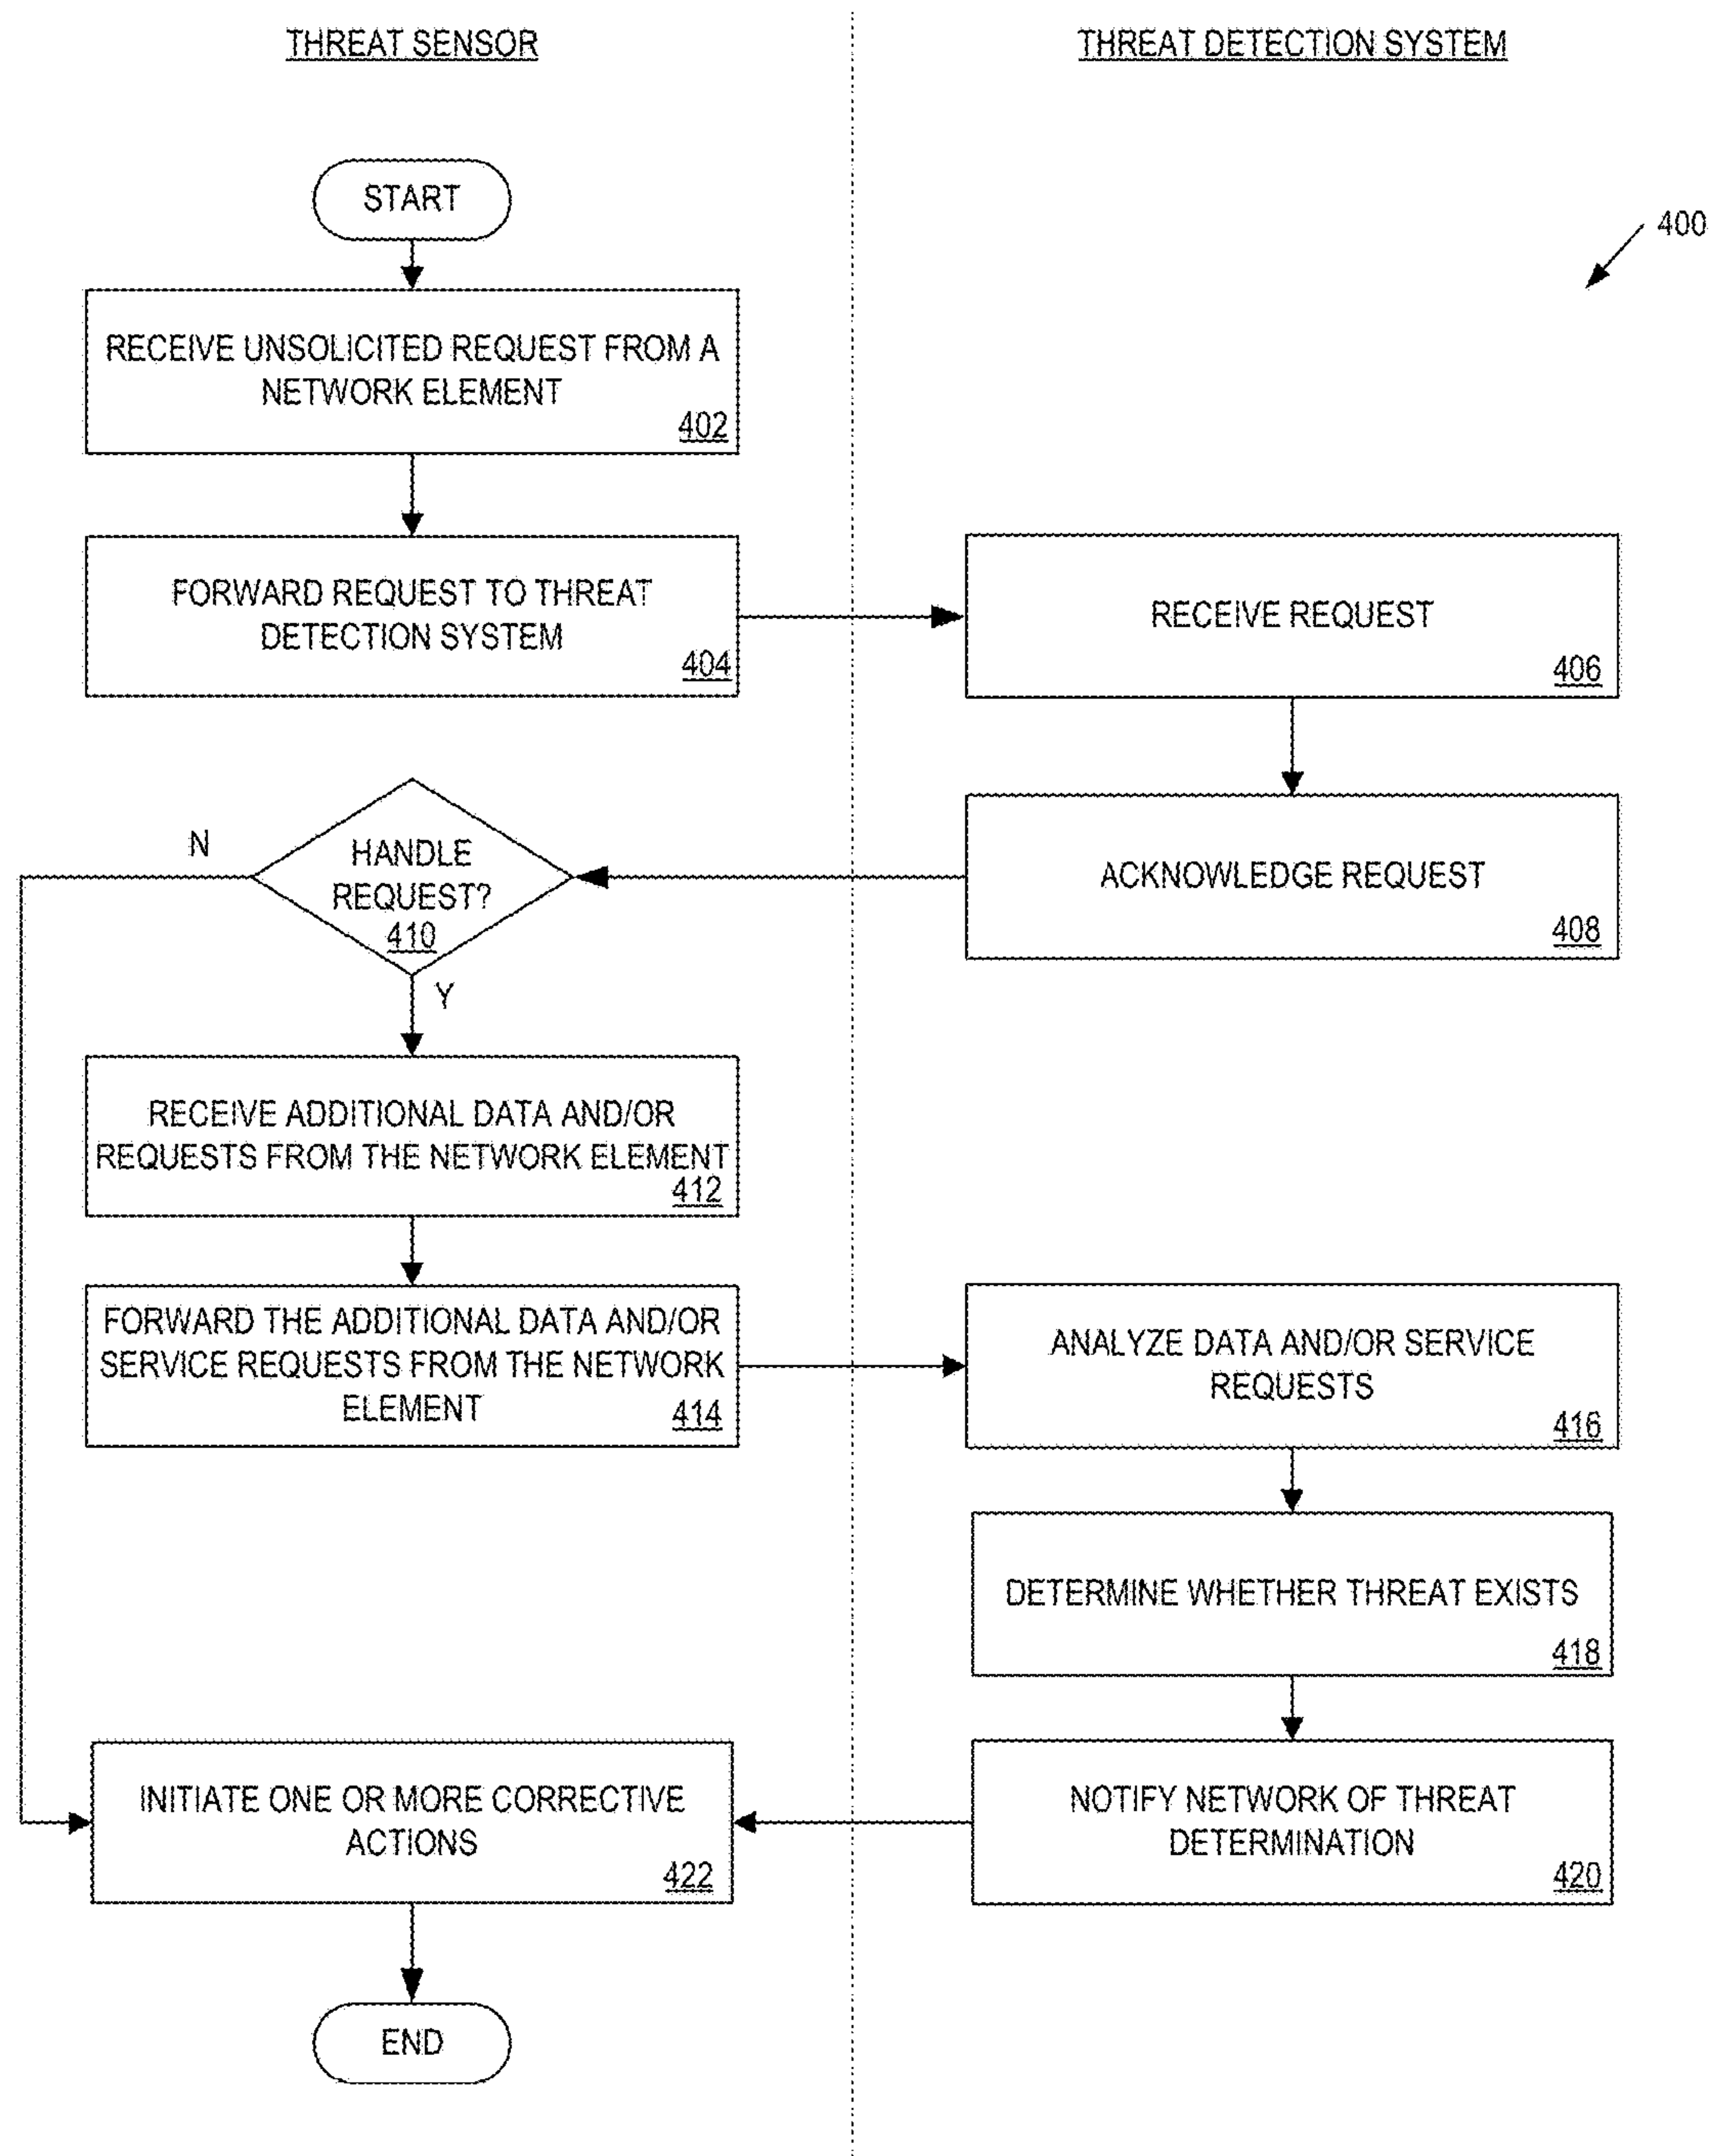 THREAT SENSOR
THREAT DETECTION SYSTEM
START
400
RECEIVE UNSOLICITED REQUEST FROM A
NETWORK ELEMENT
402
FORWARD REQUEST TO THREAT
DETECTION SYSTEM
404
RECEIVE REQUEST
406
N
HANDLE
REQUEST?
410
Y
ACKNOWLEDGE REQUEST
408
RECEIVE ADDITIONAL DATA AND/OR
REQUESTS FROM THE NETWORK ELEMENT
412
FORWARD THE ADDITIONAL DATA AND/OR
SERVICE REQUESTS FROM THE NETWORK
ELEMENT
414
ANALYZE DATA AND/OR SERVICE
REQUESTS
416
DETERMINE WHETHER THREAT EXISTS
418
INITIATE ONE OR MORE CORRECTIVE
ACTIONS
422
NOTIFY NETWORK OF THREAT
DETERMINATION
420
END